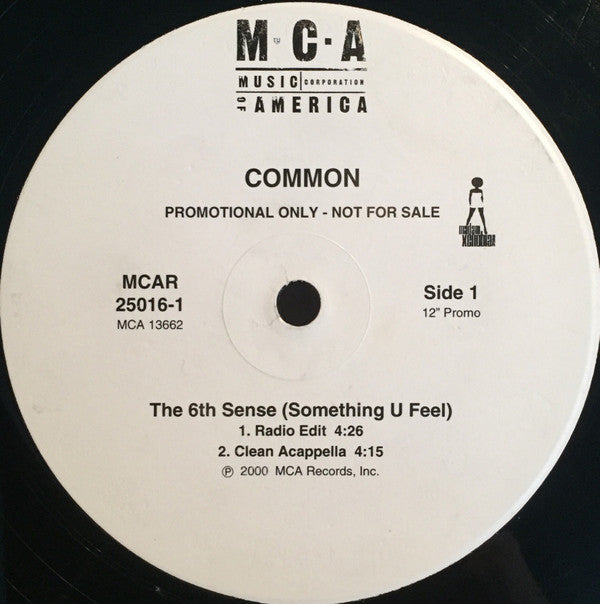 M·C·A
MUSIC CORPORATION
OF AMERICA
COMMON
PROMOTIONAL ONLY - NOT FOR SALE
MCAR
25016-1
MCA 13662
Side 1
12" Promo
The 6th Sense (Something U Feel)
1. Radio Edit 4:26
2. Clean Acappella 4:15
℗ 2000 MCA Records, Inc.